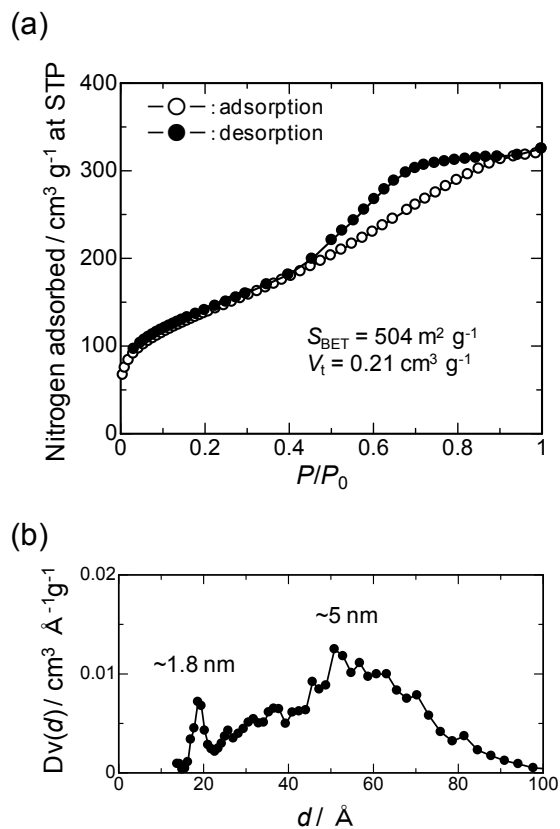 (a)
400
300
200
100
0
Nitrogen adsorbed / cm³ g⁻¹ at STP
–○– : adsorption
–●– : desorption
S_BET = 504 m² g⁻¹
V_t = 0.21 cm³ g⁻¹
0 0.2 0.4 0.6 0.8 1
P/P₀
(b)
0.02
0.01
0
Dv(d) / cm³ Å⁻¹g⁻¹
~5 nm
~1.8 nm
0 20 40 60 80 100
d / Å